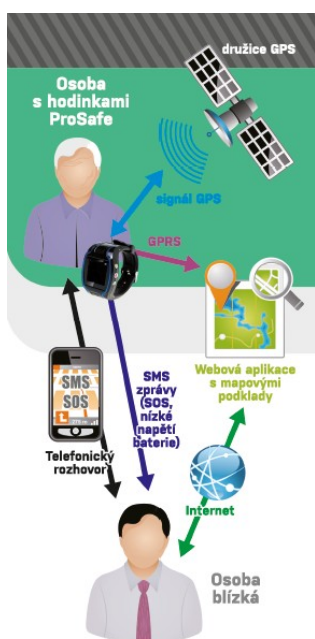 družice GPS
Osoba
s hodinkami
ProSafe
signál GPS
GPRS
Webová aplikace
s mapovými
podklady
SMS
SOS
SMS
zprávy
(SOS,
nízké
napětí
baterie)
Telefonický
rozhovor
Internet
Osoba
blízká